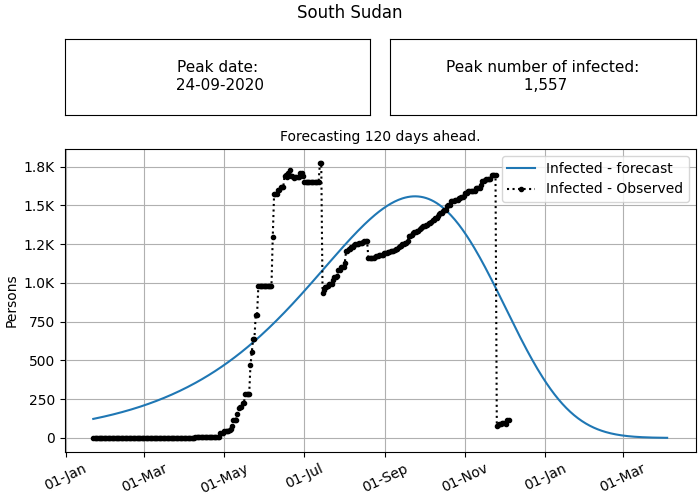 South Sudan
Peak date:
24-09-2020
Peak number of infected:
1,557
Forecasting 120 days ahead.
Infected - forecast
Infected - Observed
Persons
1.8K
1.5K
1.2K
1.0K
750
500
250
0
01-Jan
01-Mar
01-May
01-Jul
01-Sep
01-Nov
01-Jan
01-Mar